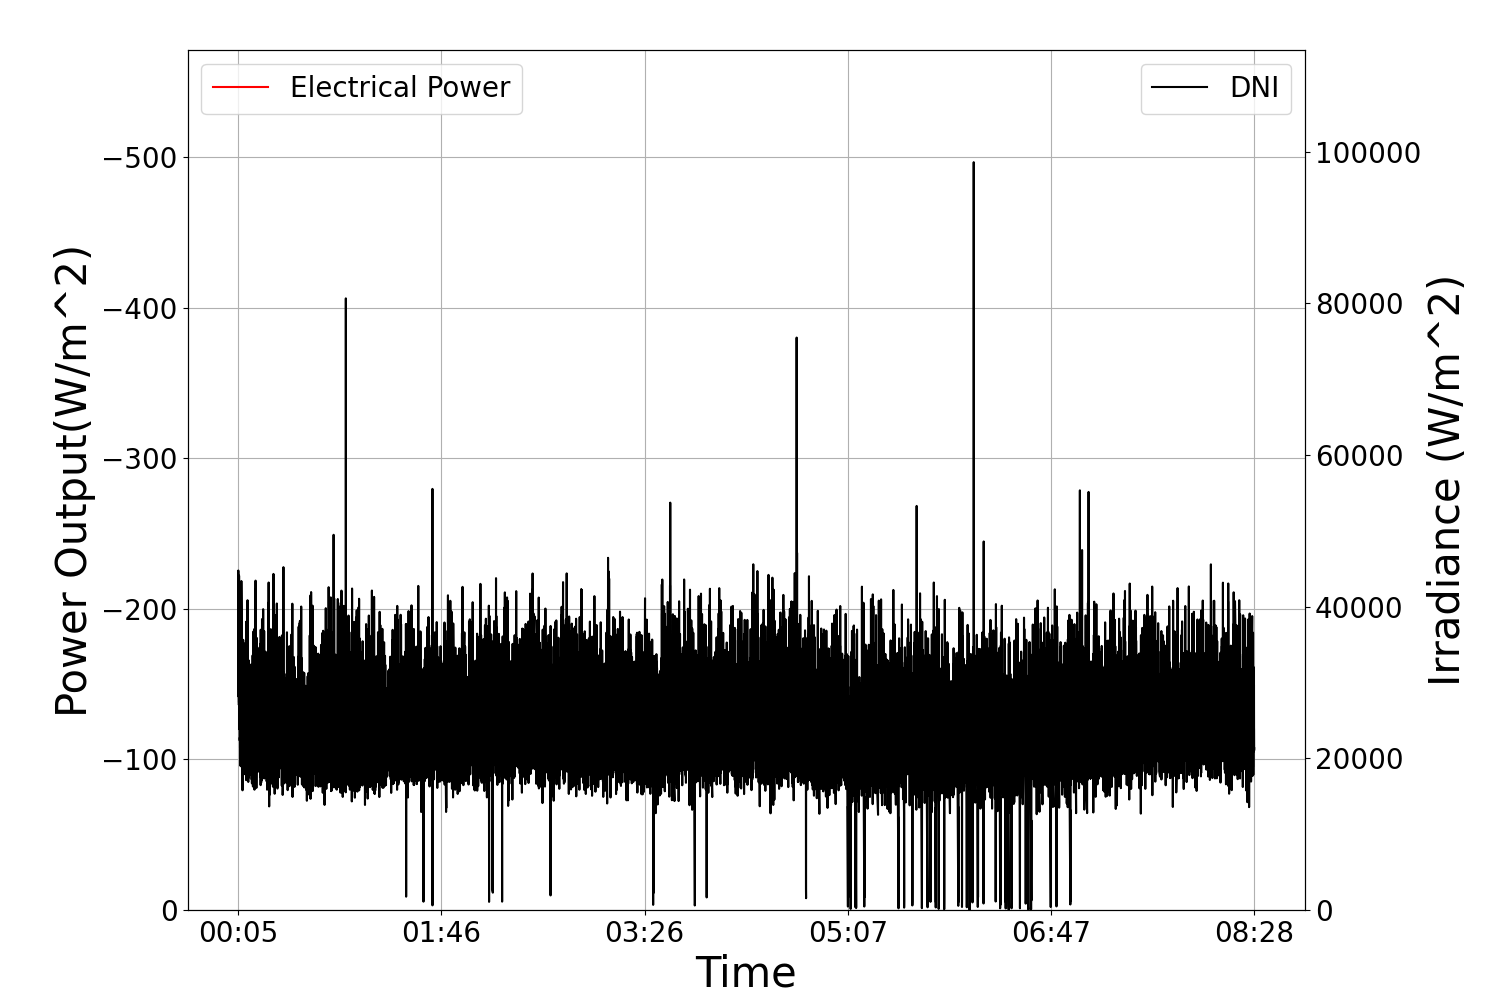 Electrical Power
DNI
Power Output(W/m^2)
−500
−400
−300
−200
−100
0
100000
80000
60000
40000
20000
0
Irradiance (W/m^2)
00:05 01:46 03:26 05:07 06:47 08:28
Time